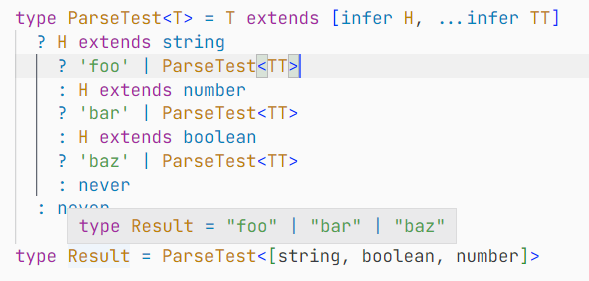 type ParseTest<T> = T extends [infer H, ...infer TT]
? H extends string
? 'foo' | ParseTest<TT>
: H extends number
? 'bar' | ParseTest<TT>
: H extends boolean
? 'baz' | ParseTest<TT>
: never
: never
type Result = "foo" | "bar" | "baz"
type Result = ParseTest<[string, boolean, number]>